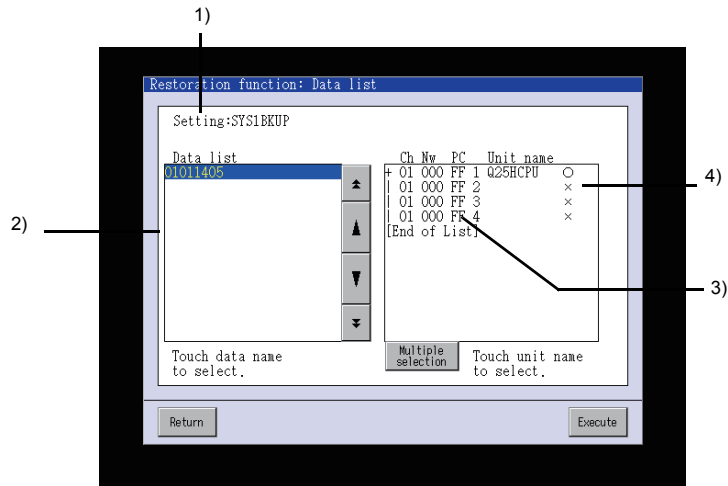 1)
Restoration function: Data list
Setting:SYS1BKUP
Data list
01011405
Ch Nw PC Unit name
+ 01 000 FF 1 Q25HCPU ○
| 01 000 FF 2 ×
| 01 000 FF 3 ×
| 01 000 FF 4 ×
[End of List]
4)
2)
3)
Touch data name
to select.
Multiple
selection
Touch unit name
to select.
Return
Execute